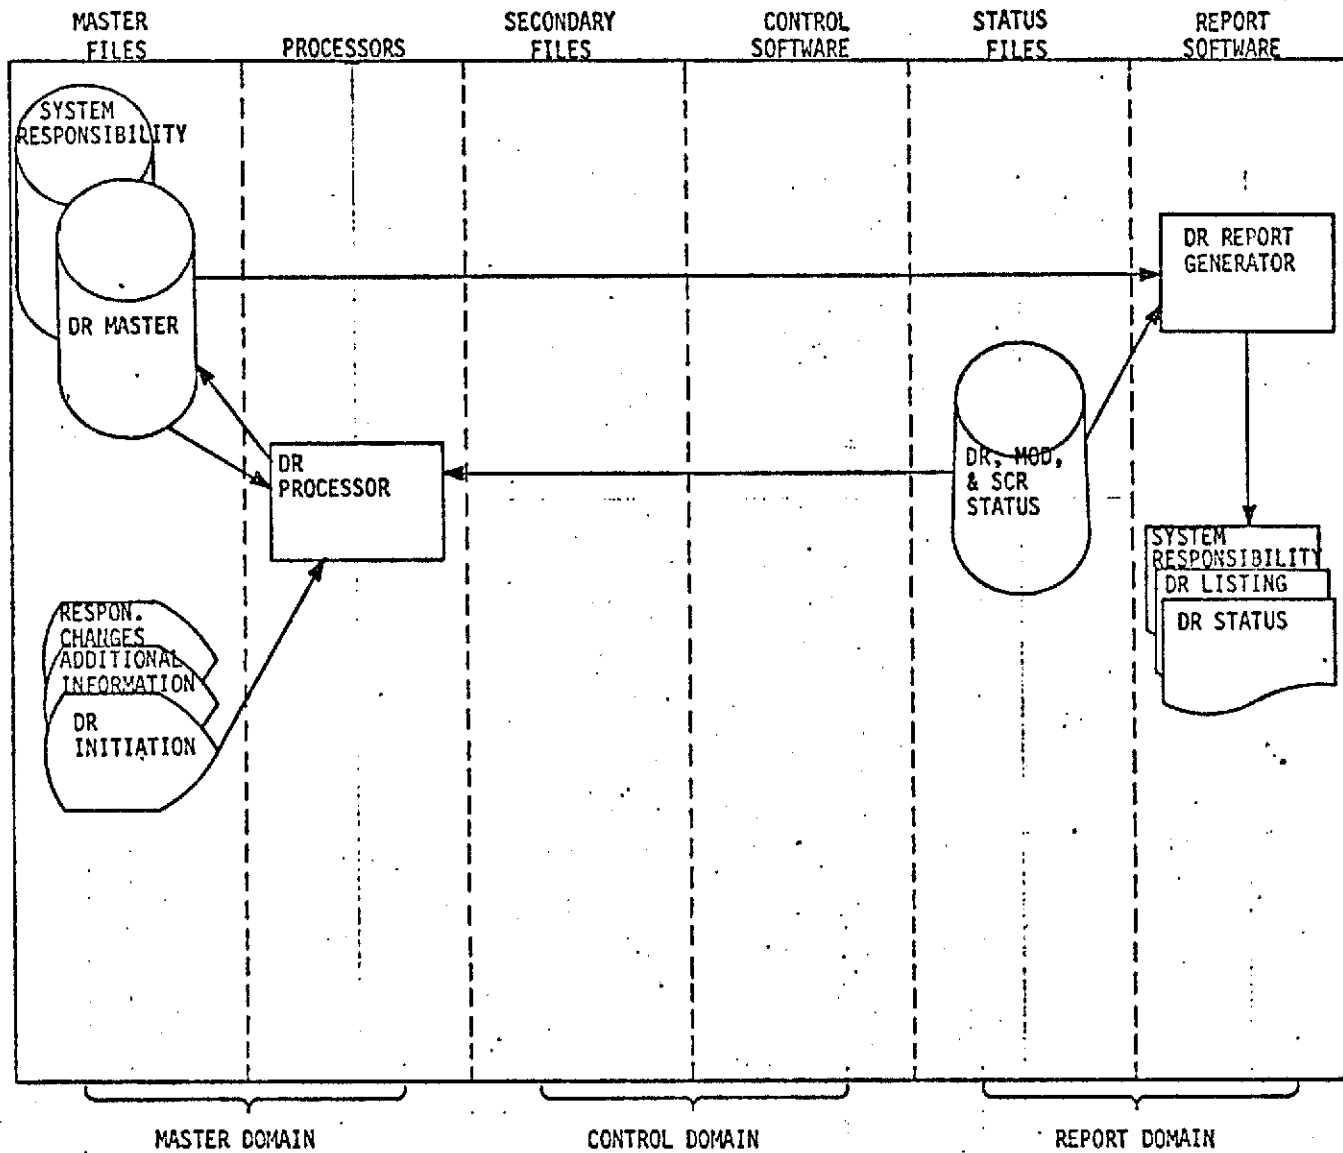 MASTER
FILES
PROCESSORS
SECONDARY
FILES
CONTROL
SOFTWARE
STATUS
FILES
REPORT
SOFTWARE
SYSTEM
RESPONSIBILITY
DR MASTER
DR
PROCESSOR
RESPON.
CHANGES
ADDITIONAL
INFORMATION
DR
INITIATION
DR, MOD,
& SCR
STATUS
DR REPORT
GENERATOR
SYSTEM
RESPONSIBILITY
DR LISTING
DR STATUS
MASTER DOMAIN
CONTROL DOMAIN
REPORT DOMAIN